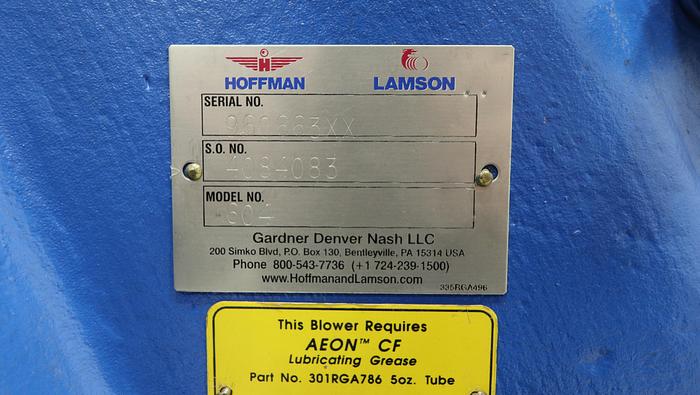 HOFFMAN LAMSON
SERIAL NO.
S.O. NO.
4084083
MODEL NO.
Gardner Denver Nash LLC
200 Simko Blvd, P.O. Box 130, Bentleyville, PA 15314 USA
Phone 800-543-7736 (+1 724-239-1500)
www.HoffmanandLamson.com
335RGA496
This Blower Requires
AEON™ CF
Lubricating Grease
Part No. 301RGA786 5oz. Tube